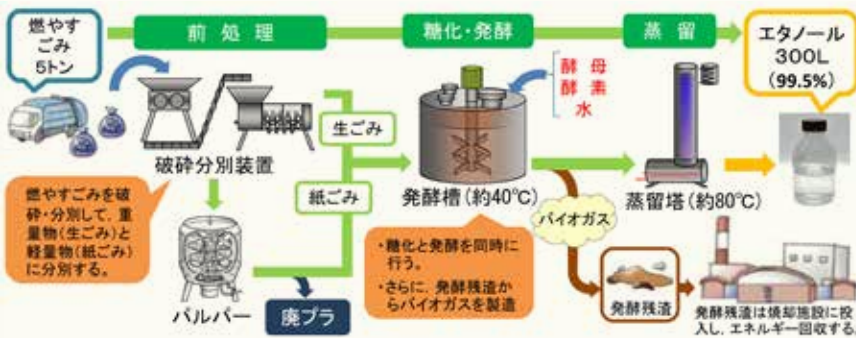 燃やす
ごみ
5トン
前処理
糖化・発酵
蒸留
エタノール
300L
(99.5%)
酵母
酵素
水
破砕分別装置
生ごみ
紙ごみ
燃やすごみを破
砕・分別して、重
量物(生ごみ)と
軽量物(紙ごみ)
に分別する。
パルパー
廃プラ
発酵槽(約40℃)
・糖化と発酵を同時に
行う。
・さらに、発酵残渣か
らバイオガスを製造
バイオガス
蒸留塔(約80℃)
発酵残渣
発酵残渣は焼却施設に投
入し、エネルギー回収する。